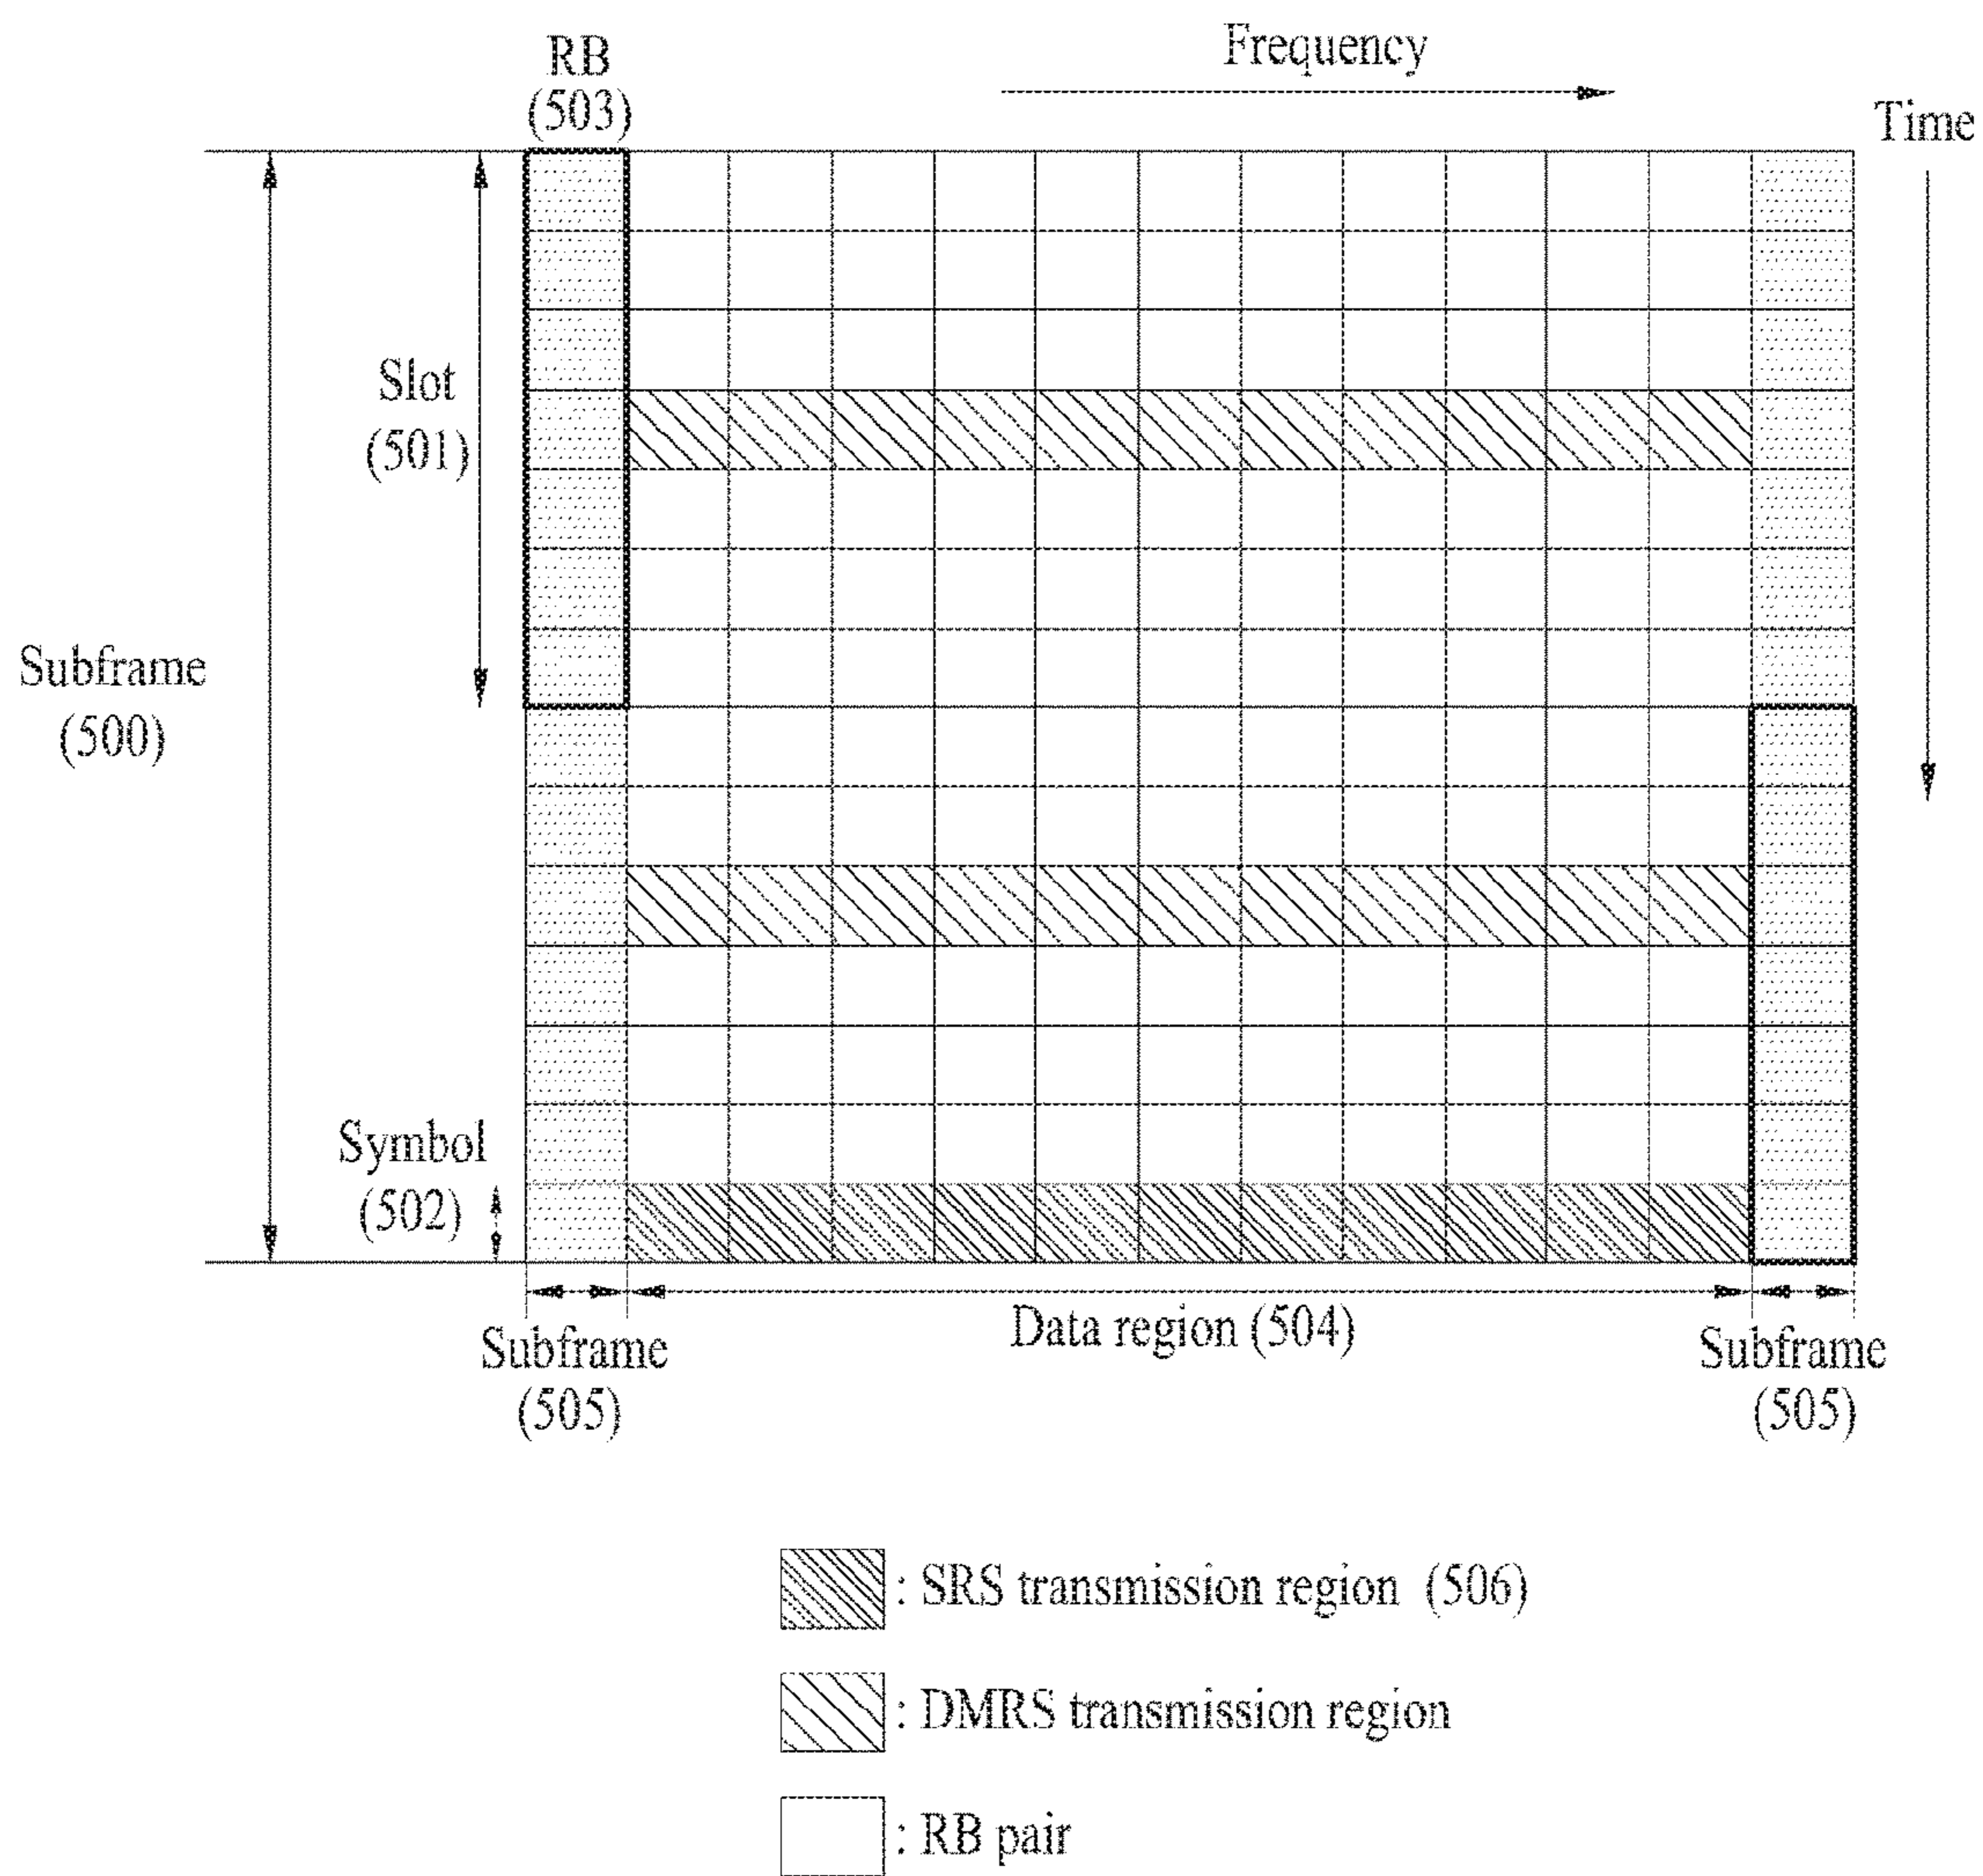 RB
(503)
Frequency
Time
Slot
(501)
Subframe
(500)
Symbol
(502)
Subframe
(505)
Data region (504)
Subframe
(505)
: SRS transmission region (506)
: DMRS transmission region
: RB pair